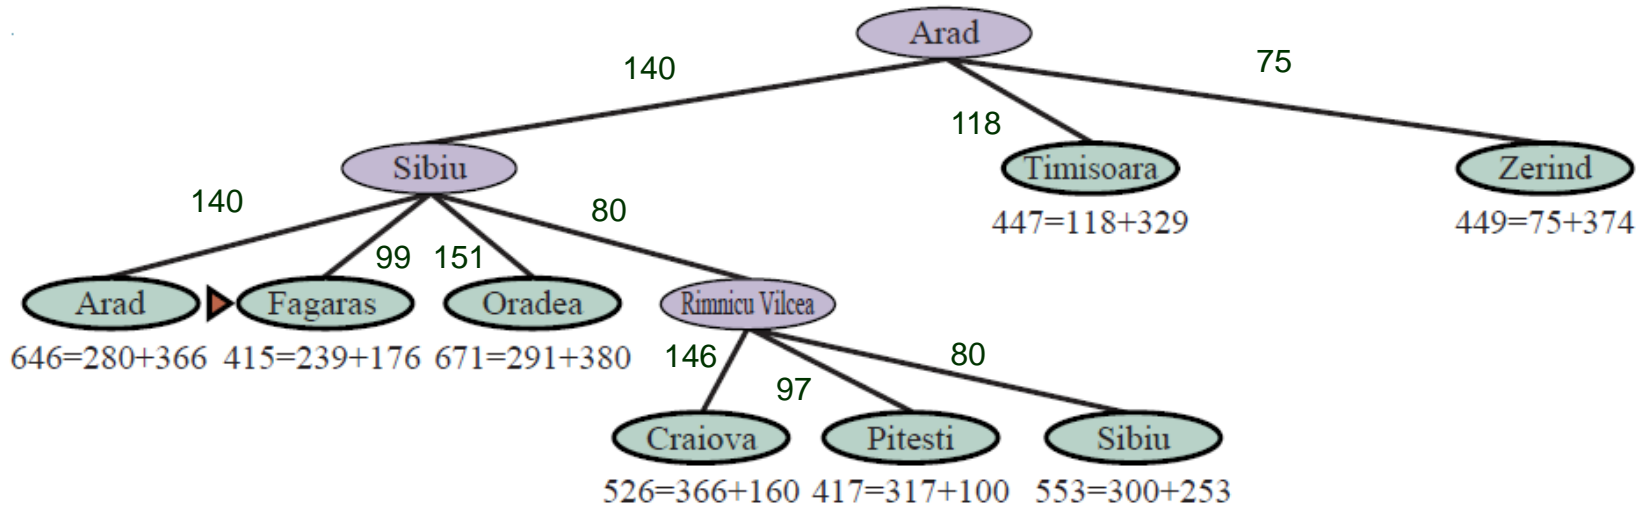 Arad
140
75
118
Sibiu
Timisoara
Zerind
447=118+329
449=75+374
140
80
99
151
Arad
Fagaras
Oradea
Rimnicu Vilcea
646=280+366
415=239+176
671=291+380
146
80
97
Craiova
Pitesti
Sibiu
526=366+160
417=317+100
553=300+253